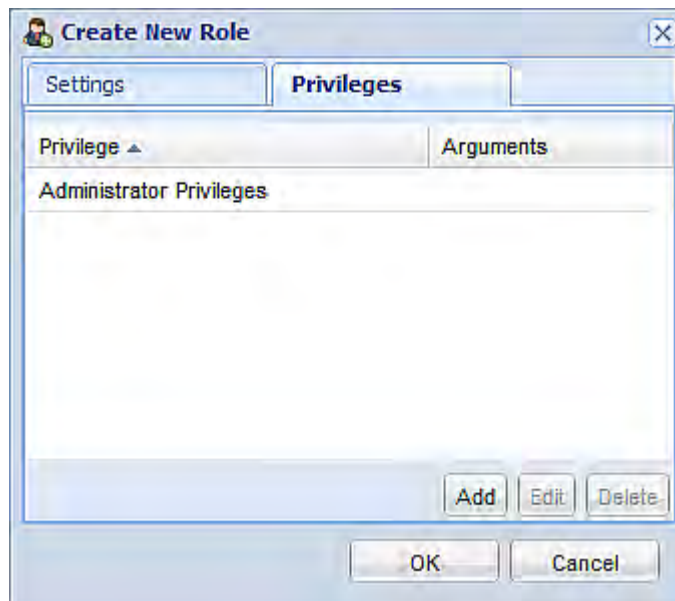 Create New Role
Settings Privileges
Privilege Arguments
Administrator Privileges
Add Edit Delete
OK Cancel